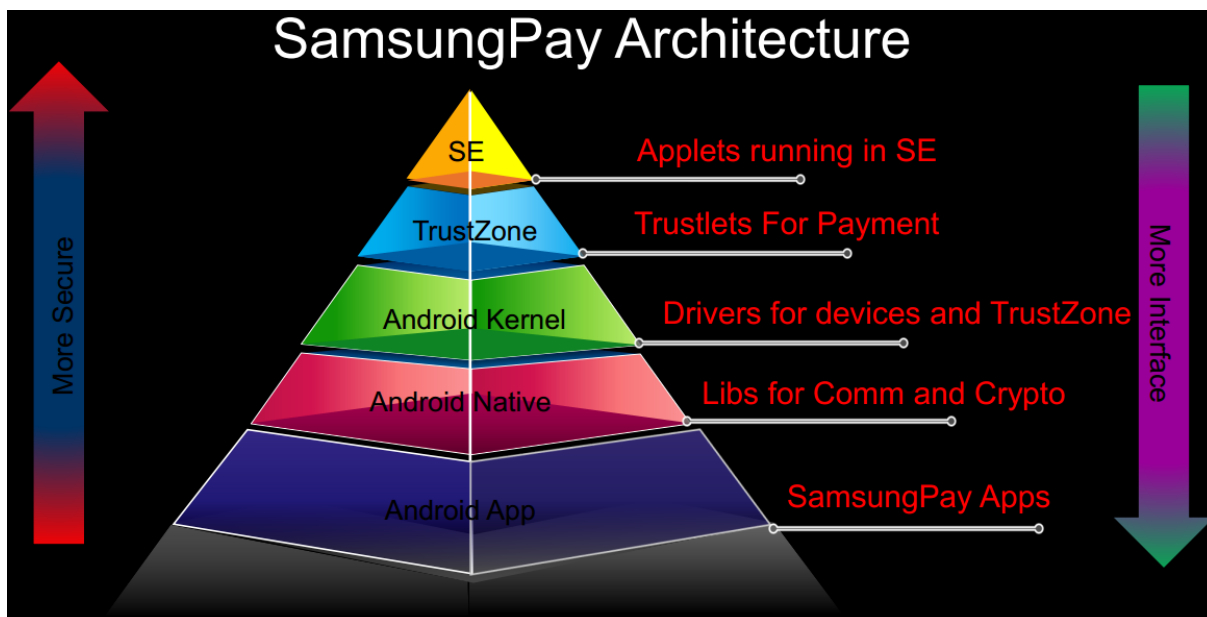 SamsungPay Architecture
SE
Applets running in SE
TrustZone
Trustlets For Payment
Android Kernel
Drivers for devices and TrustZone
Android Native
Libs for Comm and Crypto
Android App
SamsungPay Apps
More Secure
More Interface